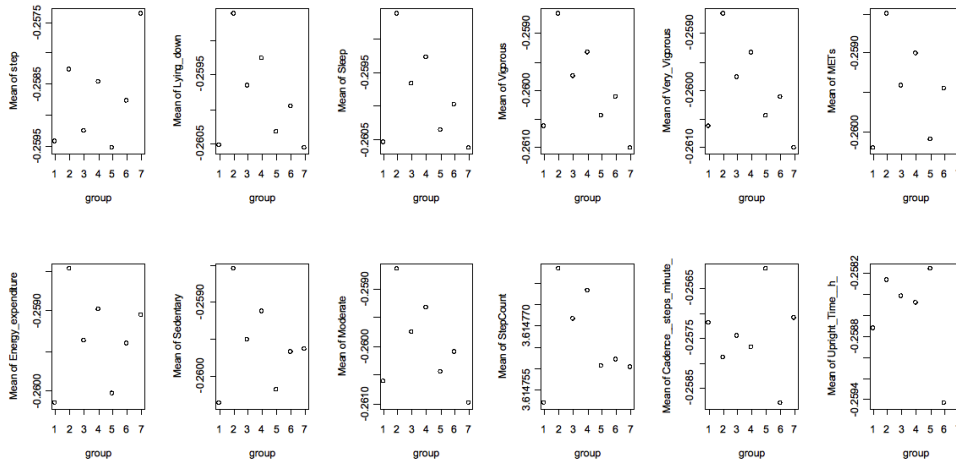 Mean of step
-0.2575
-0.2585
-0.2595
1 2 3 4 5 6 7
group
Mean of Lying_down
-0.2595
-0.2605
1 2 3 4 5 6 7
group
Mean of Sleep
-0.2595
-0.2605
1 2 3 4 5 6 7
group
Mean of Vigorous
-0.2590
-0.2600
-0.2610
1 2 3 4 5 6 7
group
Mean of Very_Vigorous
-0.2590
-0.2600
-0.2610
1 2 3 4 5 6 7
group
Mean of METs
-0.2590
-0.2600
1 2 3 4 5 6
group
Mean of Energy_expenditure
-0.2590
-0.2600
1 2 3 4 5 6 7
group
Mean of Sedentary
-0.2590
-0.2600
1 2 3 4 5 6 7
group
Mean of Moderate
-0.2590
-0.2600
-0.2610
1 2 3 4 5 6 7
group
Mean of StepCount
3.614770
3.614755
1 2 3 4 5 6 7
group
Mean of Cadence__steps_minute_
-0.2565
-0.2575
-0.2585
1 2 3 4 5 6 7
group
Mean of Upright_Time__h_
-0.2582
-0.2588
-0.2594
1 2 3 4 5 6
group